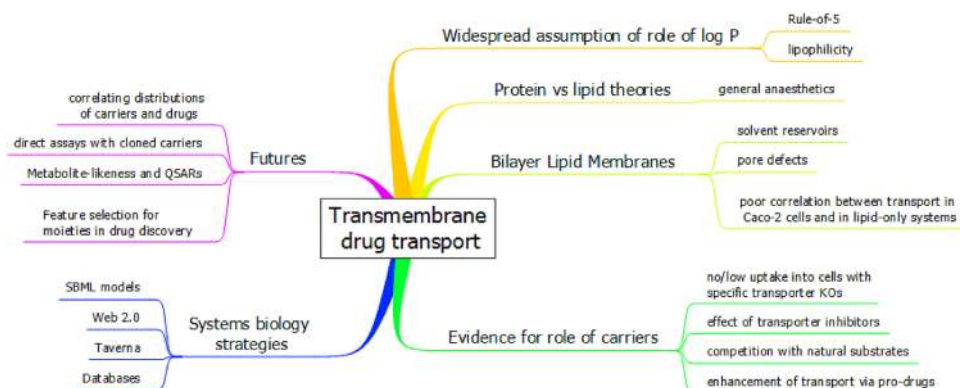 Transmembrane
drug transport
Widespread assumption of role of log P
Rule-of-5
lipophilicity
Protein vs lipid theories
general anaesthetics
Bilayer Lipid Membranes
solvent reservoirs
pore defects
poor correlation between transport in
Caco-2 cells and in lipid-only systems
Evidence for role of carriers
no/low uptake into cells with
specific transporter KOs
effect of transporter inhibitors
competition with natural substrates
enhancement of transport via pro-drugs
Systems biology
strategies
SBML models
Web 2.0
Taverna
Databases
Futures
correlating distributions
of carriers and drugs
direct assays with cloned carriers
Metabolite-likeness and QSARs
Feature selection for
moieties in drug discovery